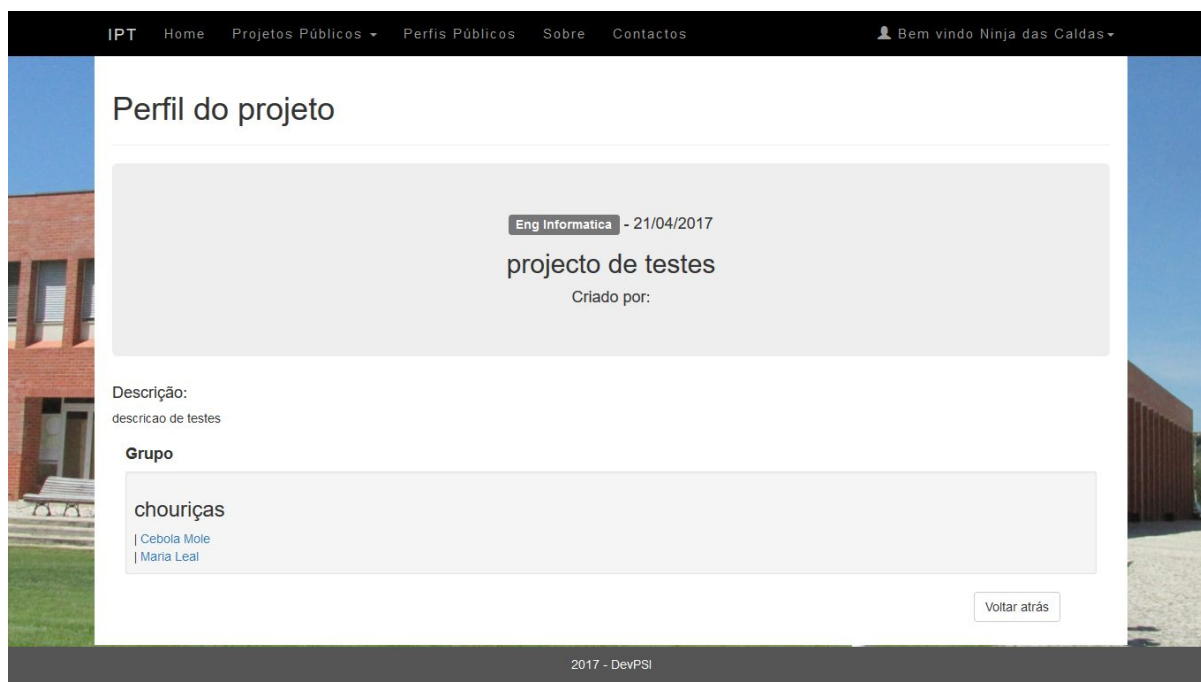 IPT Home Projetos Públicos Perfis Públicos Sobre Contactos Bem vindo Ninja das Caldas
Perfil do projeto
Eng Informatica - 21/04/2017
projecto de testes
Criado por:
Descrição:
descricao de testes
Grupo
chouriças
| Cebola Mole
| Maria Leal
Voltar atrás
2017 - DevPSI